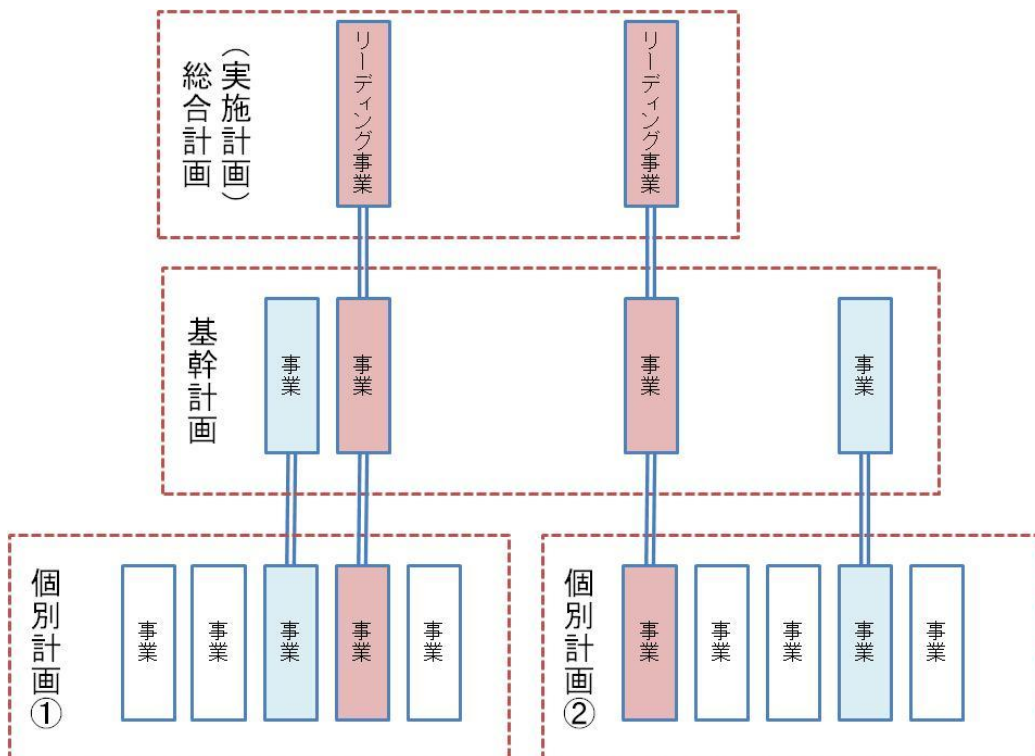 総合計画
（実施計画）
リーディング事業
リーディング事業
基幹計画
事業
事業
事業
事業
個別計画①
事業
事業
事業
事業
事業
個別計画②
事業
事業
事業
事業
事業